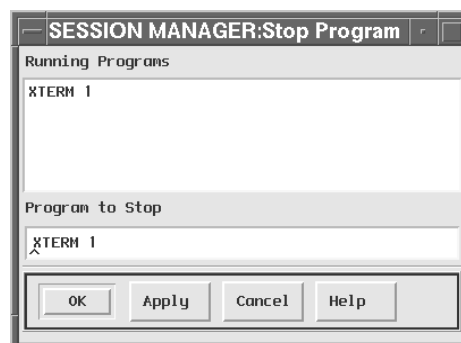 SESSION MANAGER:Stop Program
Running Programs
XTERM 1
Program to Stop
XTERM 1
OK Apply Cancel Help